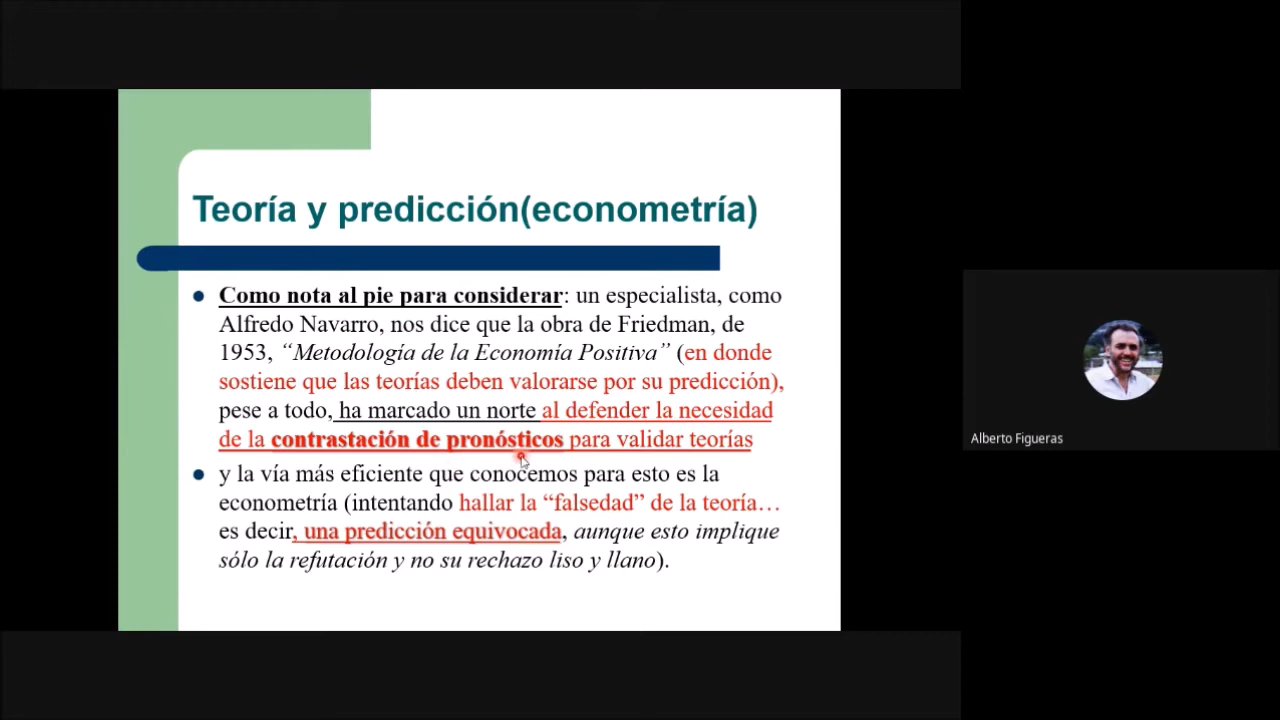 Teoría y predicción(econometría)
Como nota al pie para considerar: un especialista, como
Alfredo Navarro, nos dice que la obra de Friedman, de
1953, “Metodología de la Economía Positiva” (en donde
sostiene que las teorías deben valorarse por su predicción),
pese a todo, ha marcado un norte al defender la necesidad
de la contrastación de pronósticos para validar teorías
y la vía más eficiente que conocemos para esto es la
econometría (intentando hallar la “falsedad” de la teoría…
es decir, una predicción equivocada, aunque esto implique
sólo la refutación y no su rechazo liso y llano).
Alberto Figueras